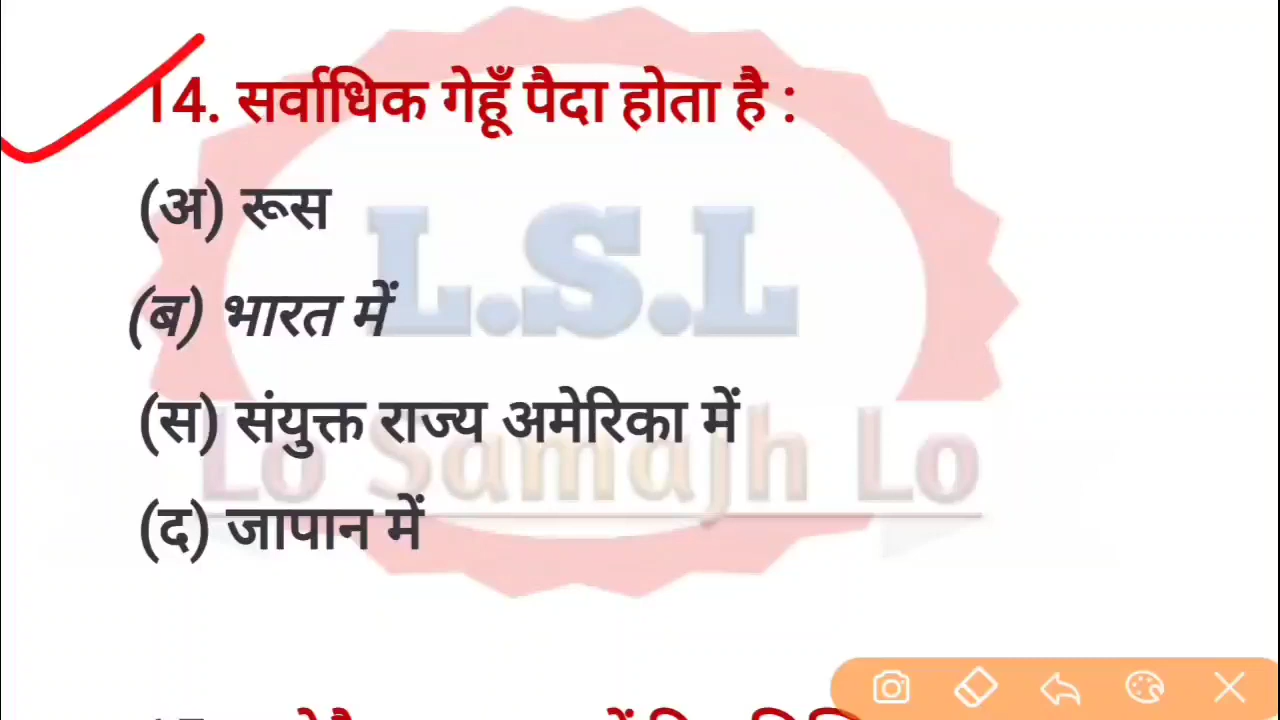 14. सर्वाधिक गेहूँ पैदा होता है :
(अ) रूस
(ब) भारत में
L.S.L
(स) संयुक्त राज्य अमेरिका में
Lo Samajh Lo
(द) जापान में